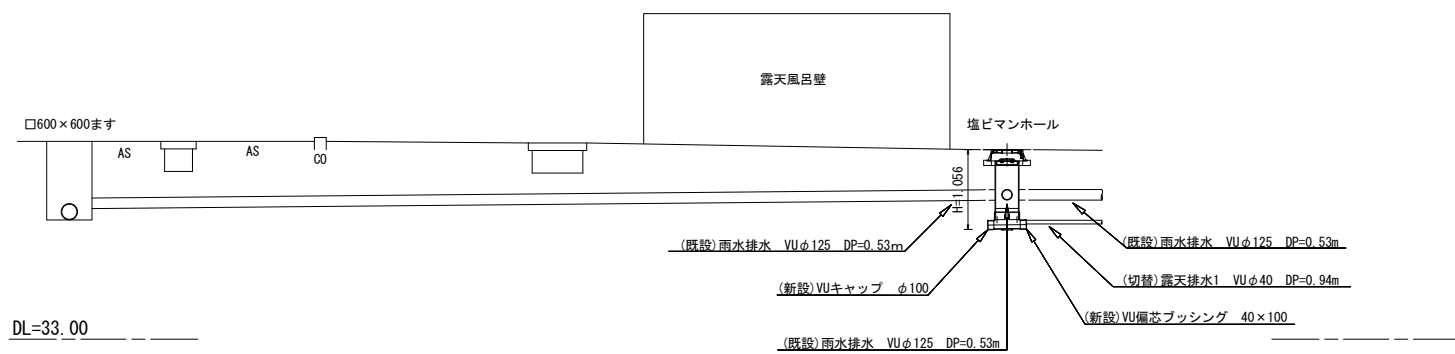 露天風呂壁
□600×600ます
塩ビマンホール
AS
AS
CO
H=1.056
(既設)雨水排水 VUφ125 DP=0.53m
(既設)雨水排水 VUφ125 DP=0.53m
(新設)VUキャップ φ100
(切替)露天排水1 VUφ40 DP=0.94m
(新設)VU偏芯ブッシング 40×100
DL=33.00
(既設)雨水排水 VUφ125 DP=0.53m